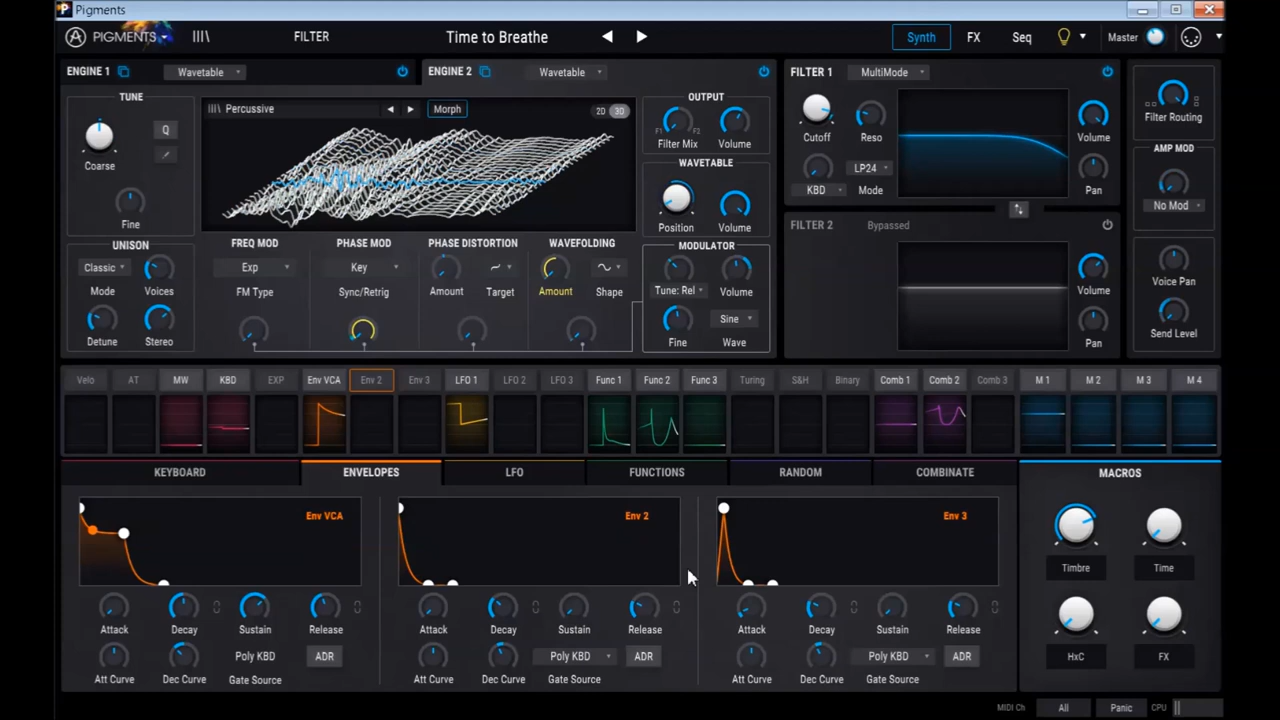 Pigments
PIGMENTS
FILTER
Time to Breathe
Synth
FX
Seq
Master
ENGINE 1
Wavetable
ENGINE 2
Wavetable
FILTER 1
MultiMode
TUNE
Coarse
Q
Fine
Percussive
Morph
2D
3D
OUTPUT
F1
F2
Filter Mix
Volume
WAVETABLE
Position
Volume
Cutoff
Reso
KBD
LP24
Mode
Volume
Pan
Filter Routing
AMP MOD
No Mod
UNISON
Classic
Mode
Voices
Detune
Stereo
FREQ MOD
Exp
FM Type
PHASE MOD
Key
Sync/Retrig
PHASE DISTORTION
Amount
Target
WAVEFOLDING
Amount
Shape
MODULATOR
Tune: Rel
Volume
Fine
Sine
Wave
FILTER 2
Bypassed
Volume
Pan
Voice Pan
Send Level
Velo
AT
MW
KBD
EXP
Env VCA
Env 2
Env 3
LFO 1
LFO 2
LFO 3
Func 1
Func 2
Func 3
Turing
S&H
Binary
Comb 1
Comb 2
Comb 3
M 1
M 2
M 3
M 4
KEYBOARD
ENVELOPES
LFO
FUNCTIONS
RANDOM
COMBINATE
MACROS
Env VCA
Attack
Decay
Sustain
Release
Att Curve
Dec Curve
Poly KBD
Gate Source
ADR
Env 2
Attack
Decay
Sustain
Release
Att Curve
Dec Curve
Poly KBD
Gate Source
ADR
Env 3
Attack
Decay
Sustain
Release
Att Curve
Dec Curve
Poly KBD
Gate Source
ADR
Timbre
Time
HxC
FX
MIDI Ch
All
Panic
CPU